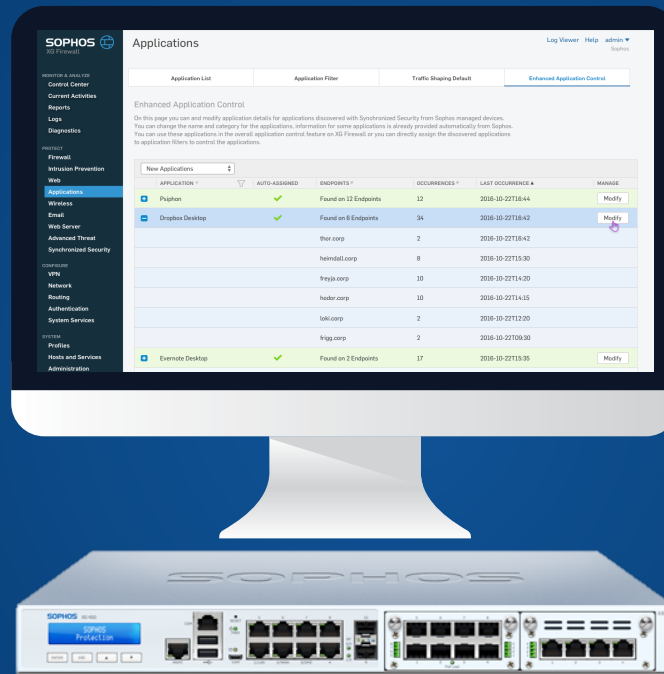 SOPHOS
XG Firewall
Applications
Log Viewer Help admin ▼
Sophos
MONITOR & ANALYZE
Control Center
Current Activities
Reports
Logs
Diagnostics
PROTECT
Firewall
Intrusion Prevention
Web
Applications
Wireless
Email
Web Server
Advanced Threat
Synchronized Security
CONFIGURE
VPN
Network
Routing
Authentication
System Services
SYSTEM
Profiles
Hosts and Services
Administration
Application List Application Filter Traffic Shaping Default Enhanced Application Control
Enhanced Application Control
On this page you can and modify application details for applications discovered with Synchronized Security from Sophos managed devices.
You can change the name and category for the applications, information for some applications is already provided automatically from Sophos.
You can use these applications in the overall application control feature on XG Firewall or you can directly assign the discovered applications
to application filters to control the applications.
New Applications
APPLICATION AUTO-ASSIGNED ENDPOINTS OCCURRENCES LAST OCCURRENCE ▲ MANAGE
Psiphon Found on 12 Endpoints 12 2016-10-22T16:44 Modify
Dropbox Desktop Found on 6 Endpoints 34 2016-10-22T16:42 Modify
thor.corp 2 2016-10-22T16:42
heimdall.corp 8 2016-10-22T15:30
freyja.corp 10 2016-10-22T14:20
hodor.corp 10 2016-10-22T14:15
loki.corp 2 2016-10-22T12:20
frigg.corp 2 2016-10-22T09:30
Evernote Desktop Found on 2 Endpoints 17 2016-10-22T15:35 Modify
SOPHOS
SOPHOS
SOPHOS
Protection